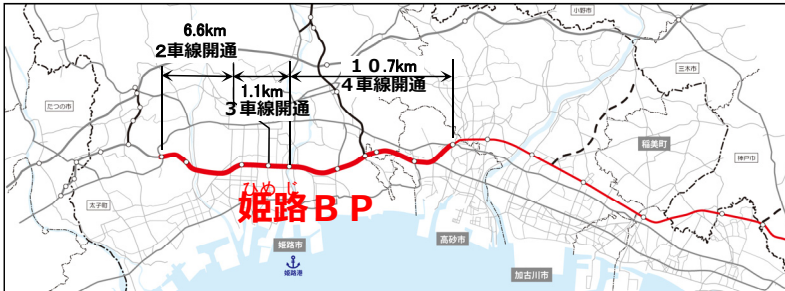 小野市
6.6km
2車線開通
10.7km
4車線開通
1.1km
3車線開通
三木市
たつの市
稲美町
神戸市
ひめ じ
姫路BP
太子町
姫路市
高砂市
姫路港
加古川市